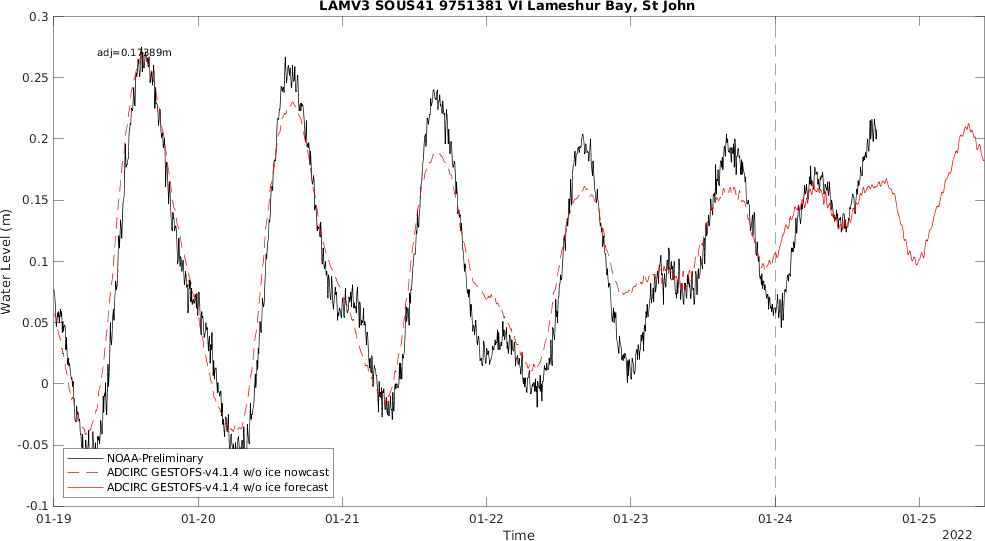 LAMV3 SOUS41 9751381 VI Lameshur Bay, St John
0.3
adj=0.17389m
0.25
0.2
0.15
0.1
0.05
0
-0.05
-0.1
Water Level (m)
NOAA-Preliminary
ADCIRC GESTOFS-v4.1.4 w/o ice nowcast
ADCIRC GESTOFS-v4.1.4 w/o ice forecast
01-19 01-20 01-21 01-22 01-23 01-24 01-25
Time
2022